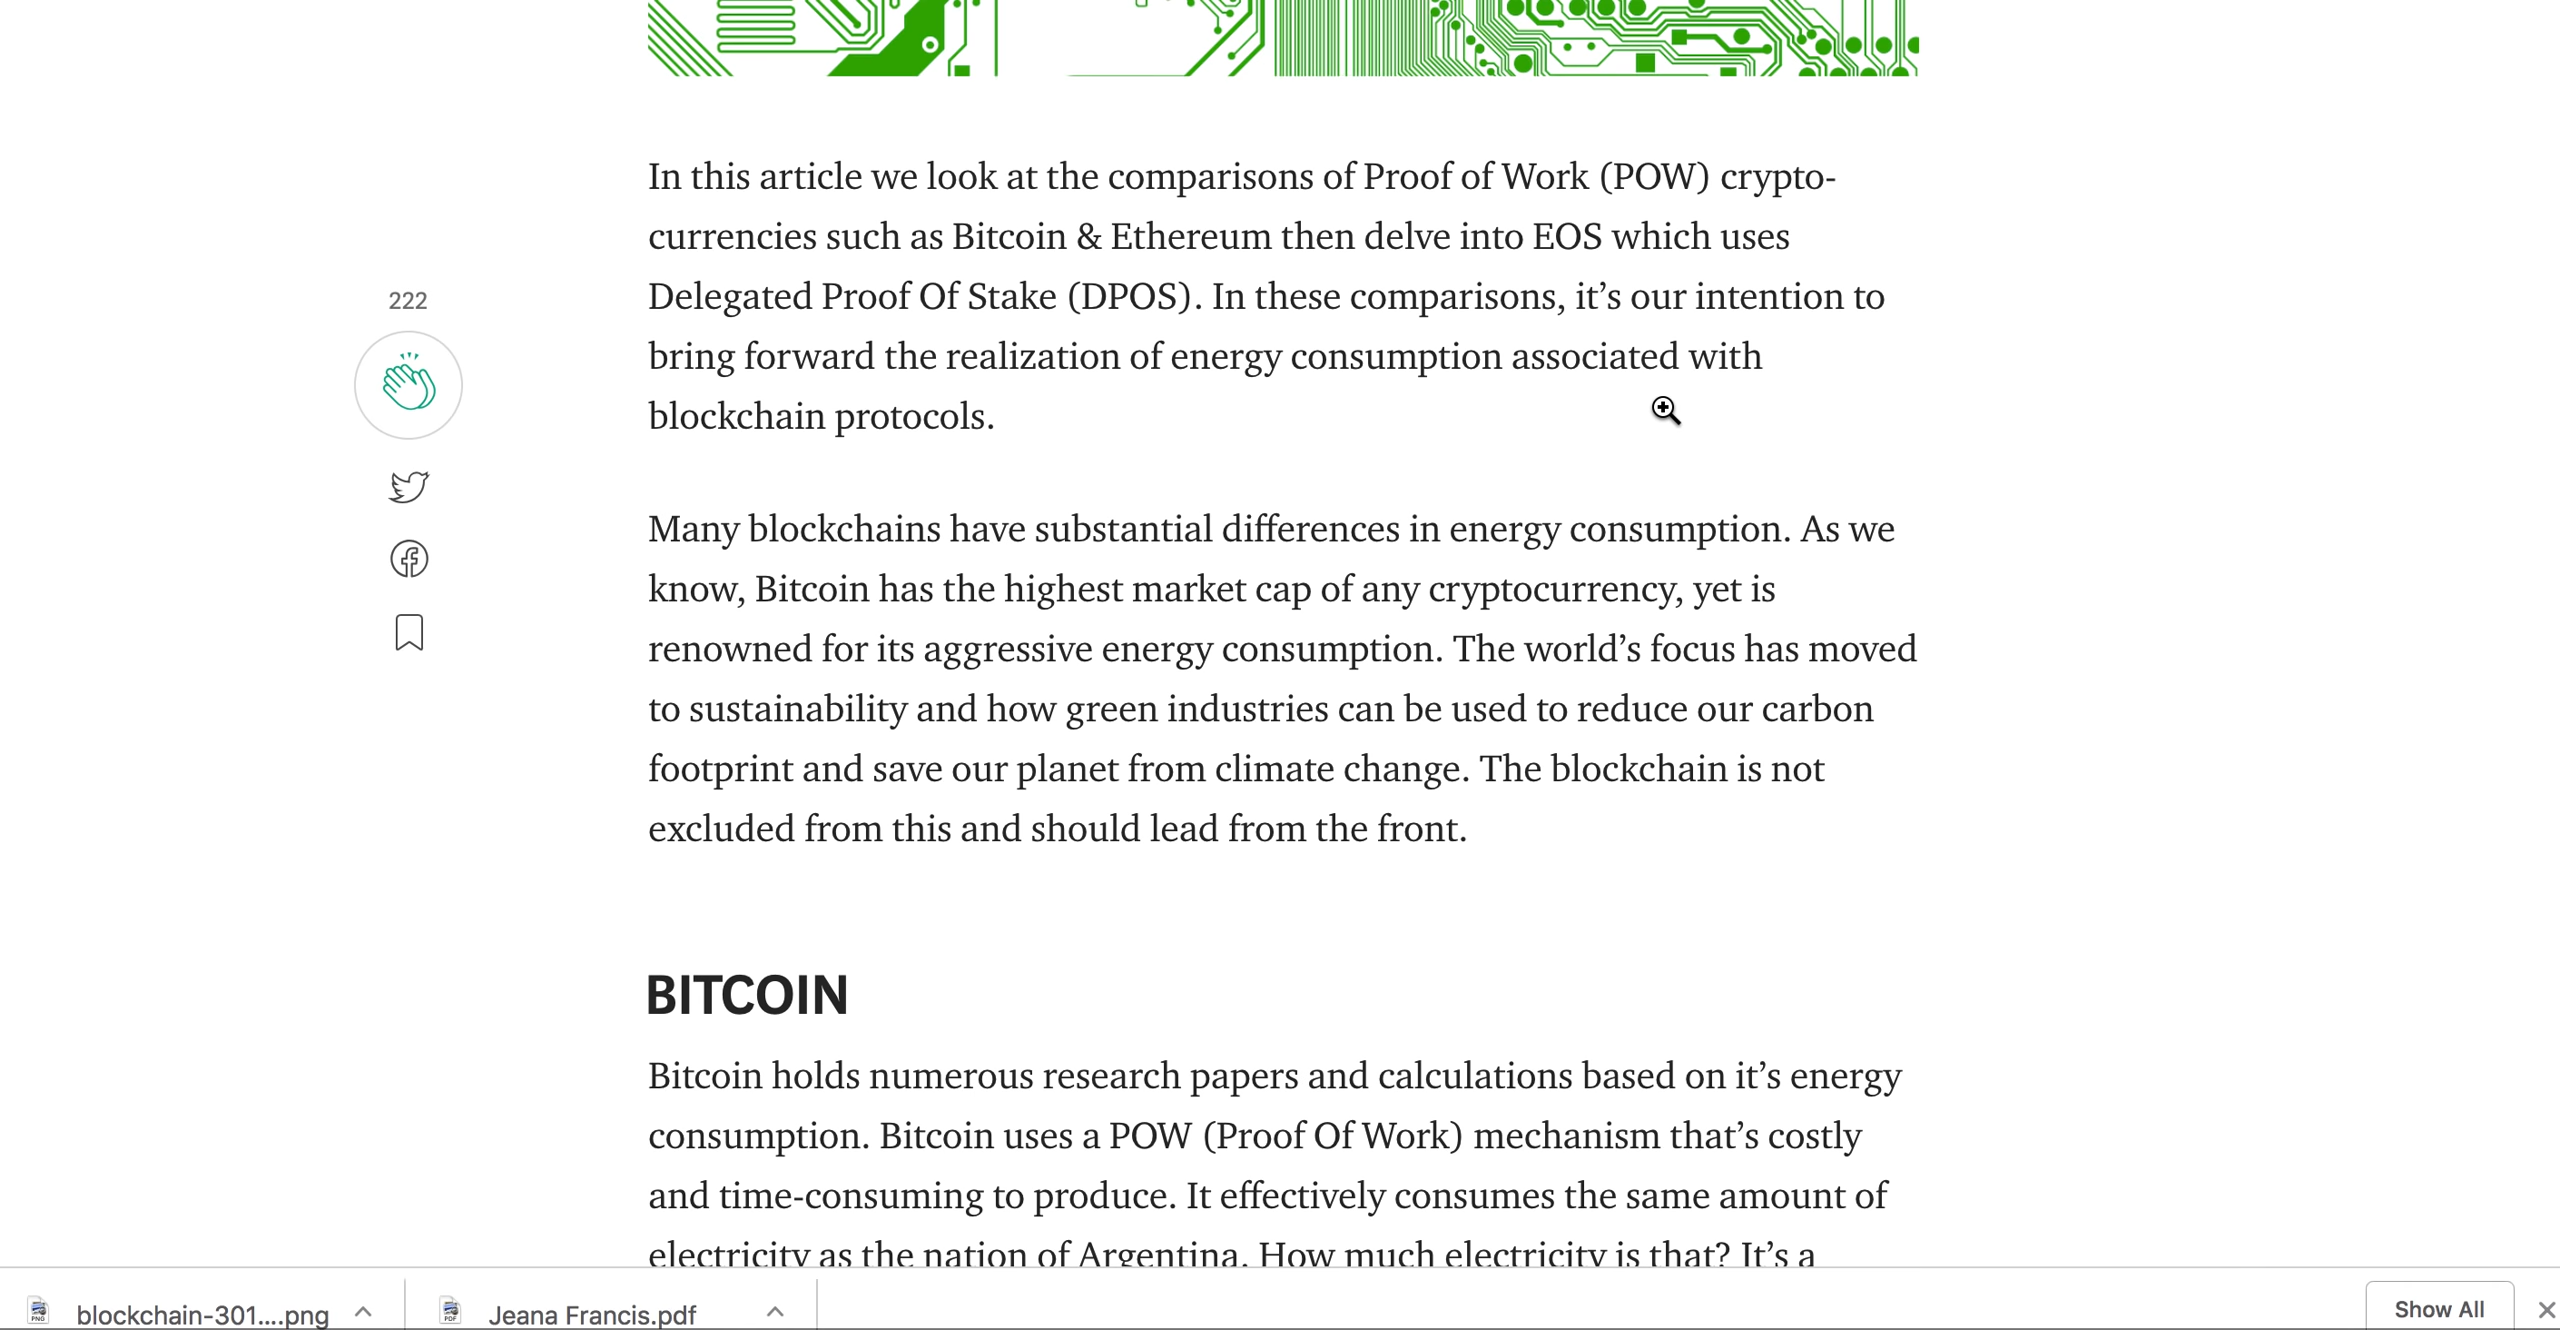 In this article we look at the comparisons of Proof of Work (POW) crypto-
currencies such as Bitcoin & Ethereum then delve into EOS which uses
Delegated Proof Of Stake (DPOS). In these comparisons, it’s our intention to
bring forward the realization of energy consumption associated with
blockchain protocols.
222
Many blockchains have substantial differences in energy consumption. As we
know, Bitcoin has the highest market cap of any cryptocurrency, yet is
renowned for its aggressive energy consumption. The world’s focus has moved
to sustainability and how green industries can be used to reduce our carbon
footprint and save our planet from climate change. The blockchain is not
excluded from this and should lead from the front.
BITCOIN
Bitcoin holds numerous research papers and calculations based on it’s energy
consumption. Bitcoin uses a POW (Proof Of Work) mechanism that’s costly
and time-consuming to produce. It effectively consumes the same amount of
electricity as the nation of Argentina. How much electricity is that? It’s a
PNG
blockchain-301....png
PDF
Jeana Francis.pdf
Show All